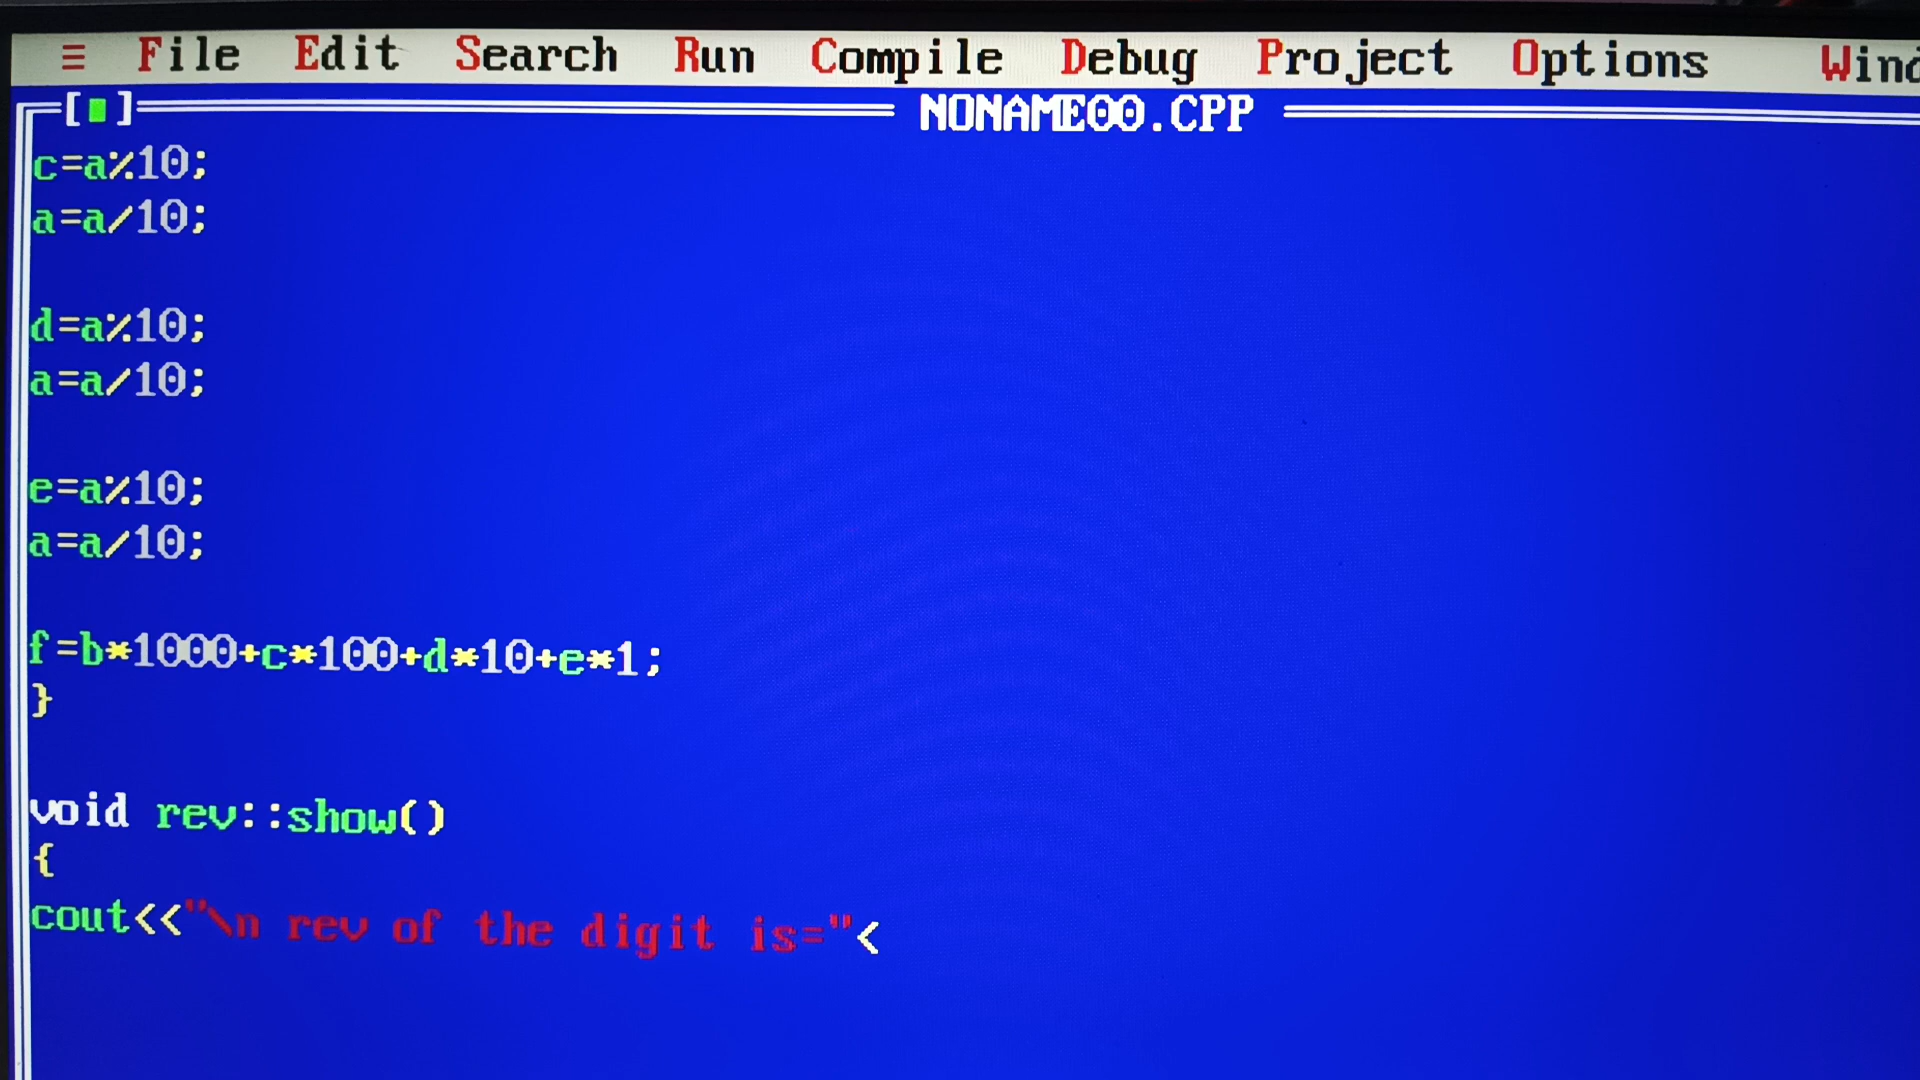 ≡ File Edit Search Run Compile Debug Project Options Wind
[■] NONAME00.CPP
c=a%10;
a=a/10;
d=a%10;
a=a/10;
e=a%10;
a=a/10;
f=b*1000+c*100+d*10+e*1;
}
void rev::show()
{
cout<<"\n rev of the digit is="<